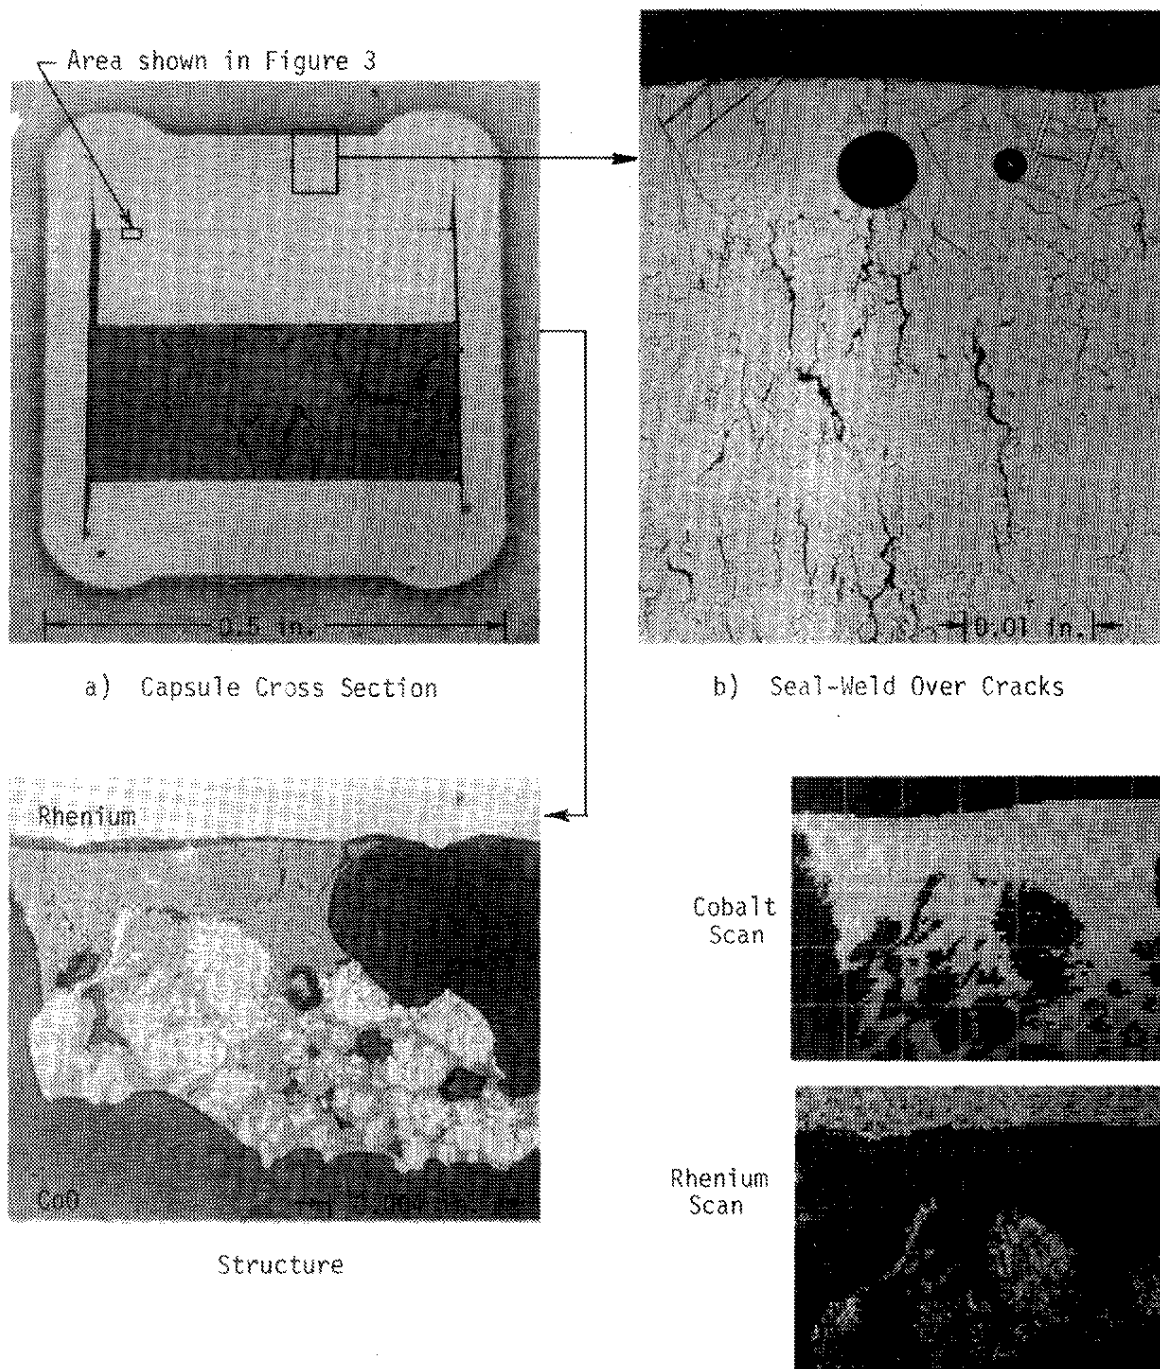 Area shown in Figure 3
0.5 in.
0.01 in.
a) Capsule Cross Section
b) Seal-Weld Over Cracks
Rhenium
CoO
Structure
Cobalt
Scan
Rhenium
Scan